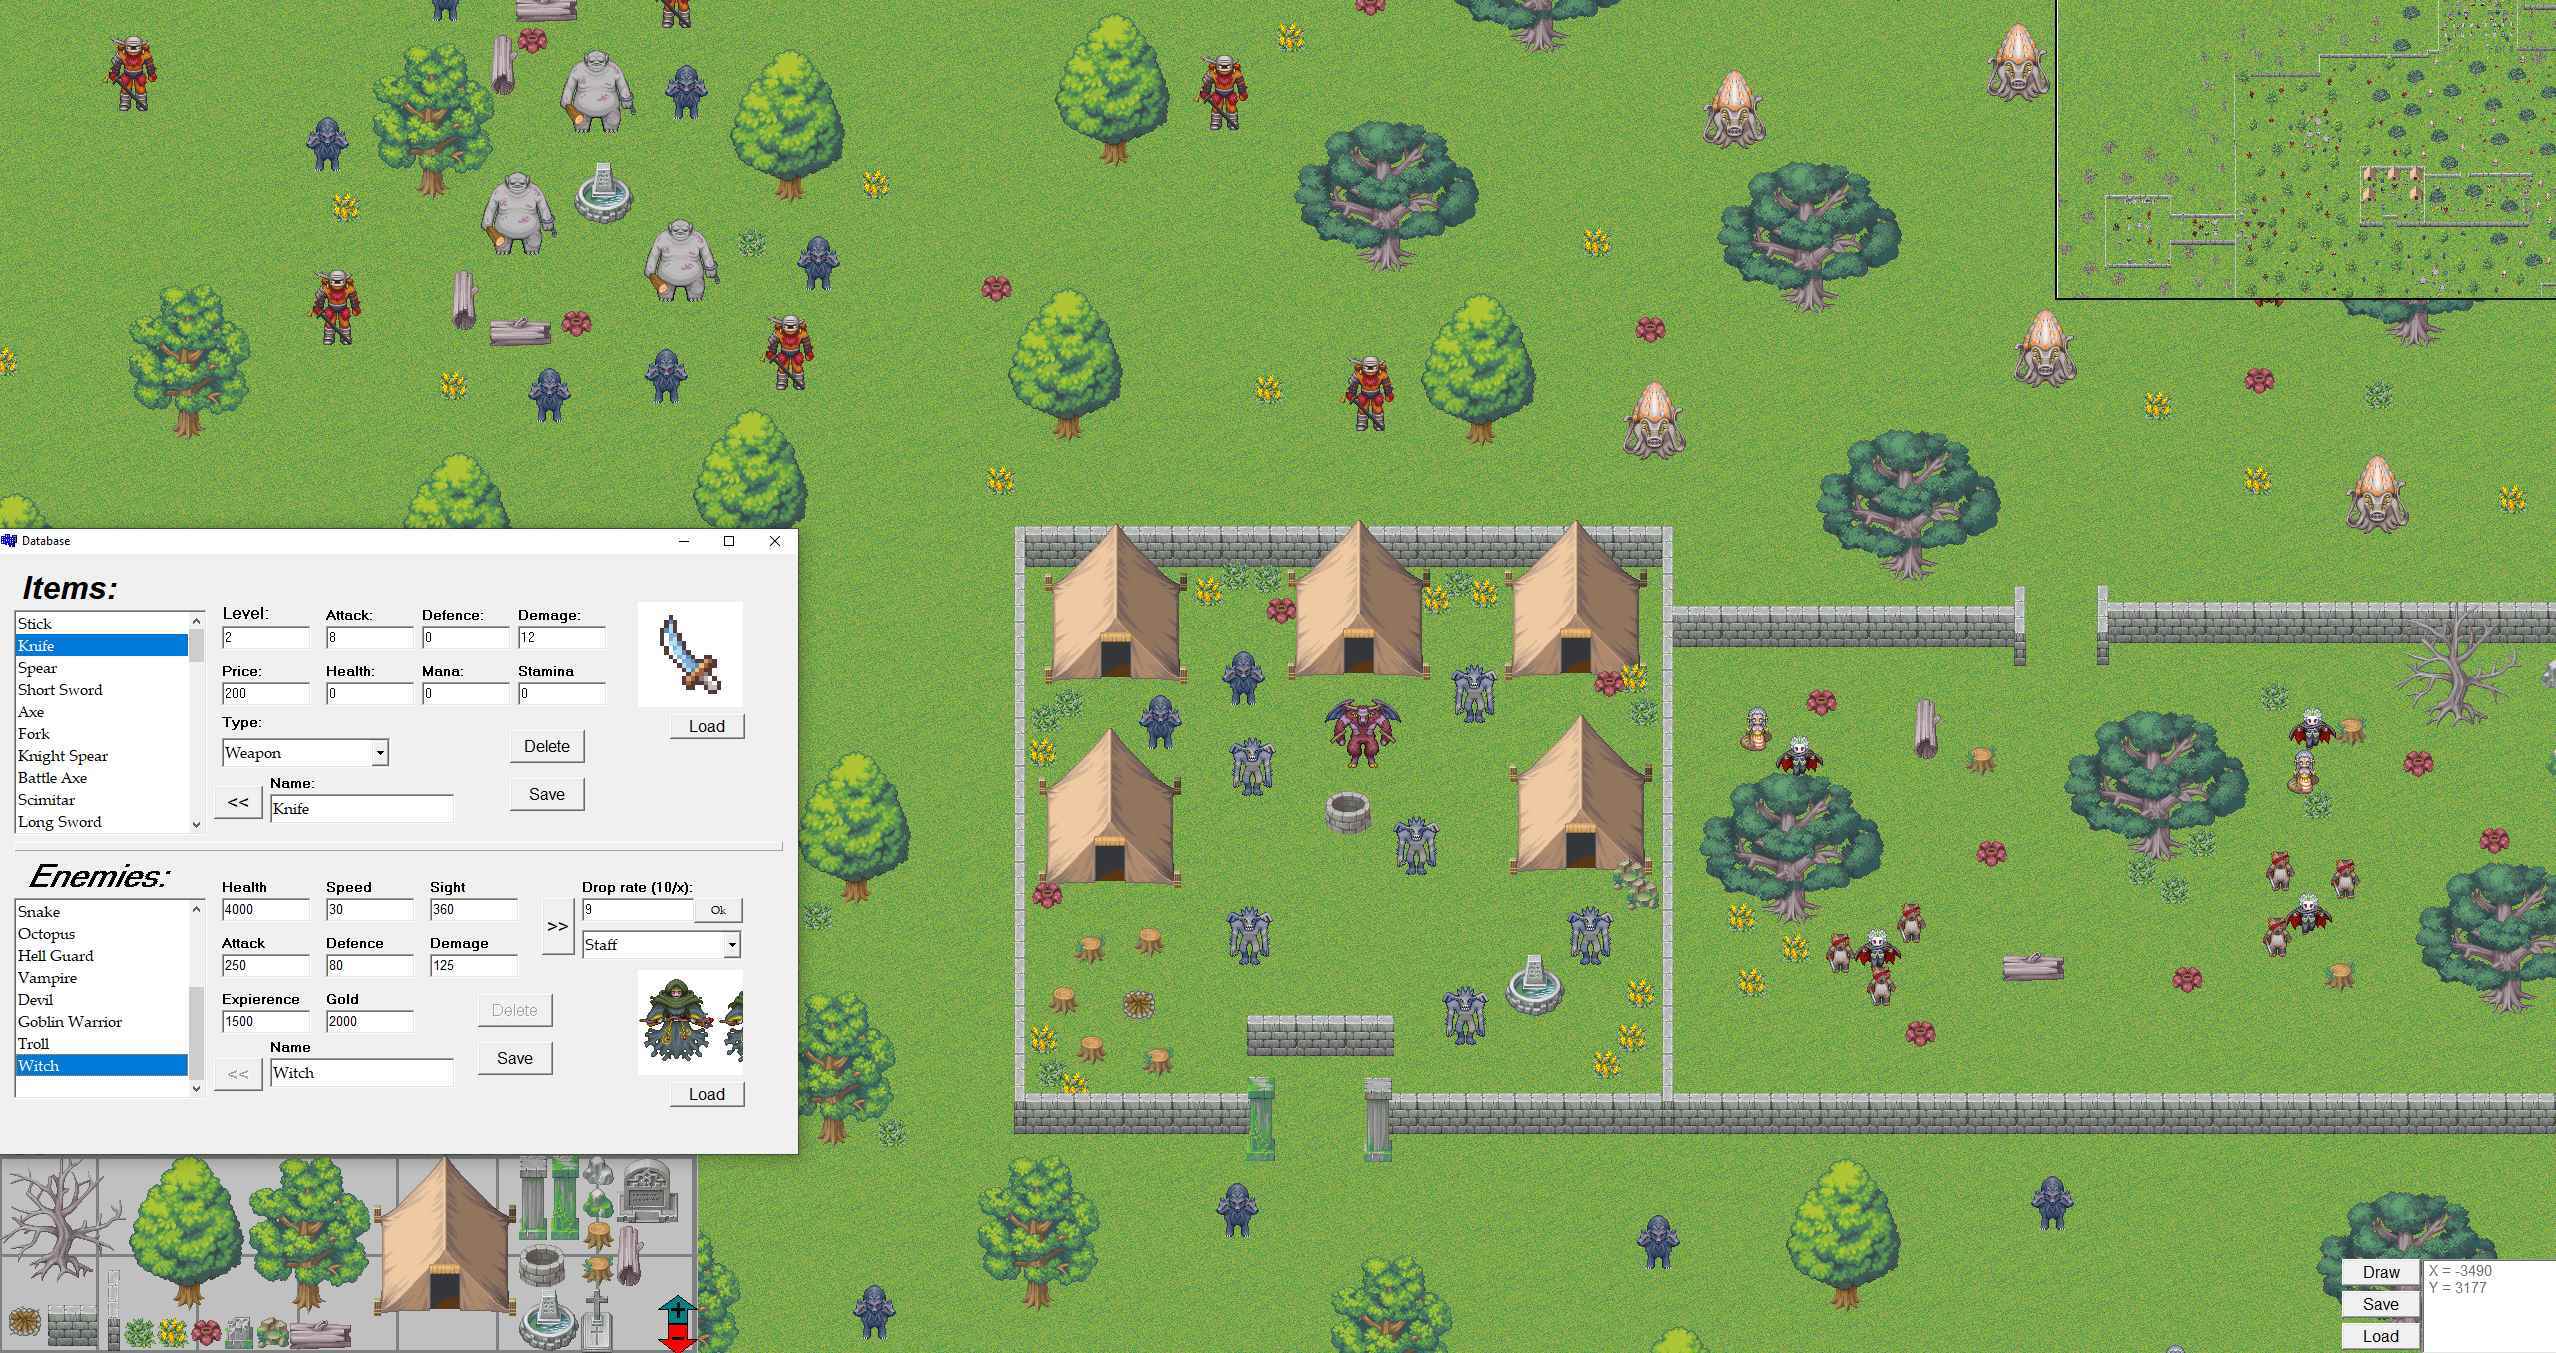 Database
Items:
Stick
Knife
Spear
Short Sword
Axe
Fork
Knight Spear
Battle Axe
Scimitar
Long Sword
Level: Attack: Defence: Demage:
2 8 0 12
Price: Health: Mana: Stamina
200 0 0 0
Load
Type:
Weapon
Delete
Name:
<< Knife
Save
Enemies:
Snake
Octopus
Hell Guard
Vampire
Devil
Goblin Warrior
Troll
Witch
Health Speed Sight Drop rate (10/x):
4000 30 360 9 Ok
>>
Attack Defence Demage
250 80 125
Staff
Expierence Gold
1500 2000
Delete
Name
<< Witch
Save
Load
Draw
Save
Load
X = -3490
Y = 3177